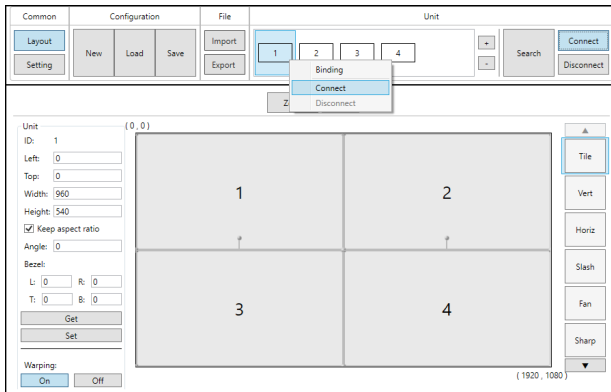 Common
Configuration
File
Unit
Layout
Setting
New
Load
Save
Import
Export
1
2
3
4
+
-
Search
Connect
Disconnect
Binding
Connect
Disconnect
Unit
ID: 1
Left: 0
Top: 0
Width: 960
Height: 540
Keep aspect ratio
Angle: 0
Bezel:
L: 0 R: 0
T: 0 B: 0
Get
Set
Warping:
On Off
( 0 , 0 )
1
2
3
4
( 1920 , 1080 )
Tile
Vert
Horiz
Slash
Fan
Sharp